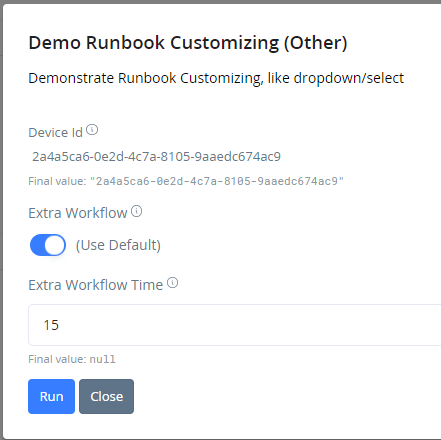 Demo Runbook Customizing (Other)
Demonstrate Runbook Customizing, like dropdown/select
Device Id
2a4a5ca6-0e2d-4c7a-8105-9aaedc674ac9
Final value: "2a4a5ca6-0e2d-4c7a-8105-9aaedc674ac9"
Extra Workflow
(Use Default)
Extra Workflow Time
15
Final value: null
Run Close